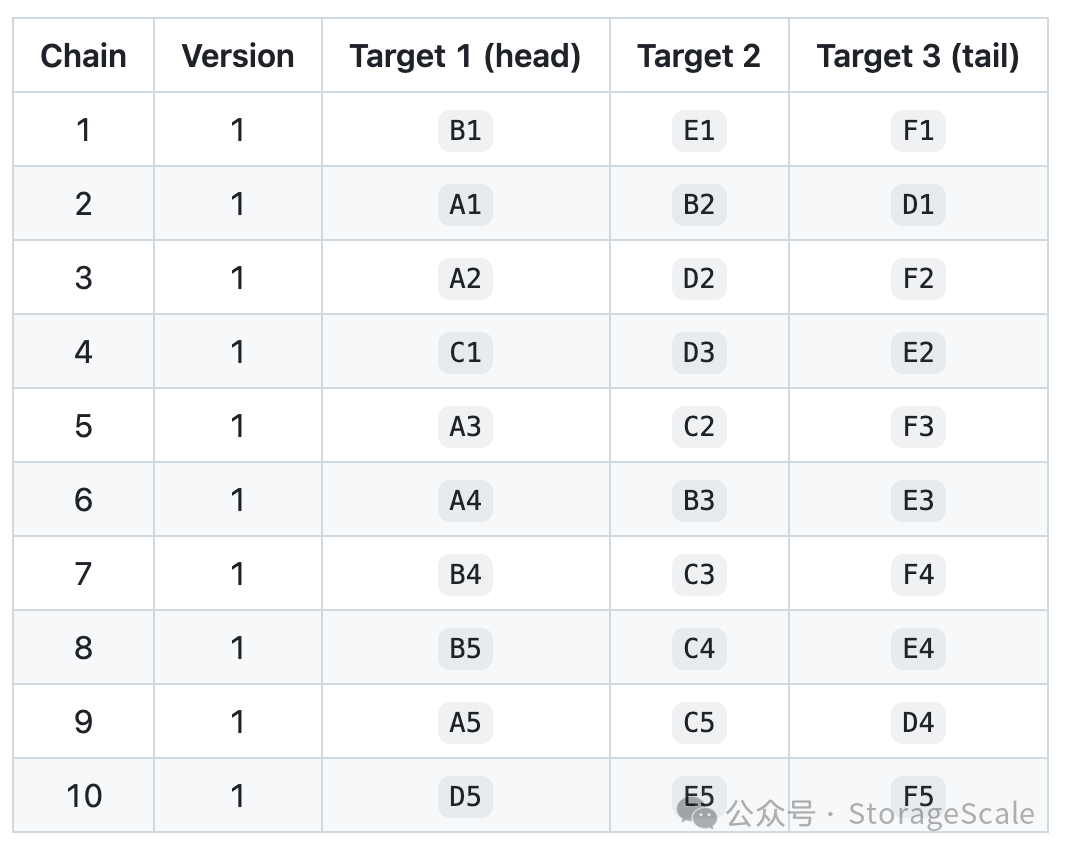 Chain Version Target 1 (head) Target 2 Target 3 (tail)
1 1 B1 E1 F1
2 1 A1 B2 D1
3 1 A2 D2 F2
4 1 C1 D3 E2
5 1 A3 C2 F3
6 1 A4 B3 E3
7 1 B4 C3 F4
8 1 B5 C4 E4
9 1 A5 C5 D4
10 1 D5 E5 F5
公众号 · StorageScale